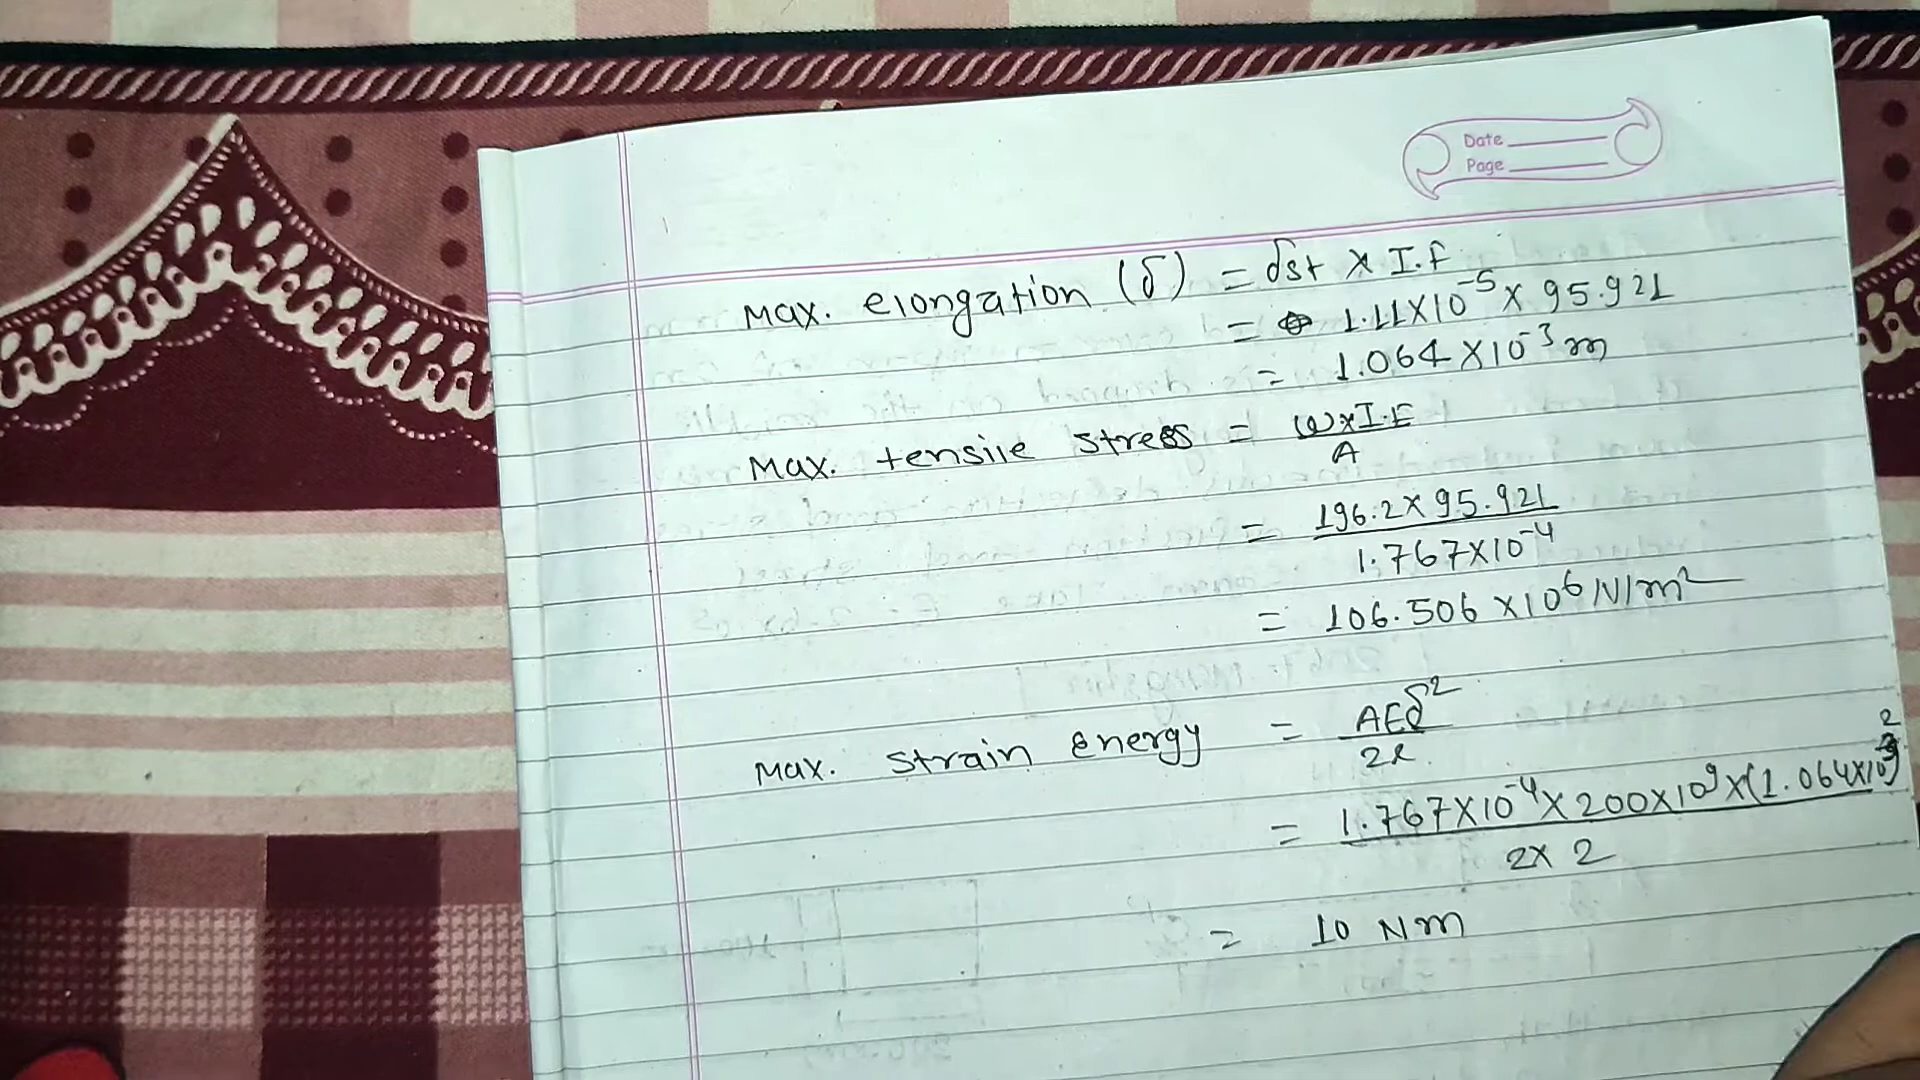 Date
Page
Max. elongation (δ) = δst × I.F
= 1.11×10⁻⁵ × 95.921
= 1.064 ×10⁻³ m
Max. tensile stress = W×I.F / A
= 196.2 × 95.921 / 1.767×10⁻⁴
= 106.506 ×10⁶ N/m²
Max. strain energy = AEδ² / 2l
= 1.767×10⁻⁴ × 200×10⁹ × (1.064×10⁻³)² / 2×2
= 10 Nm